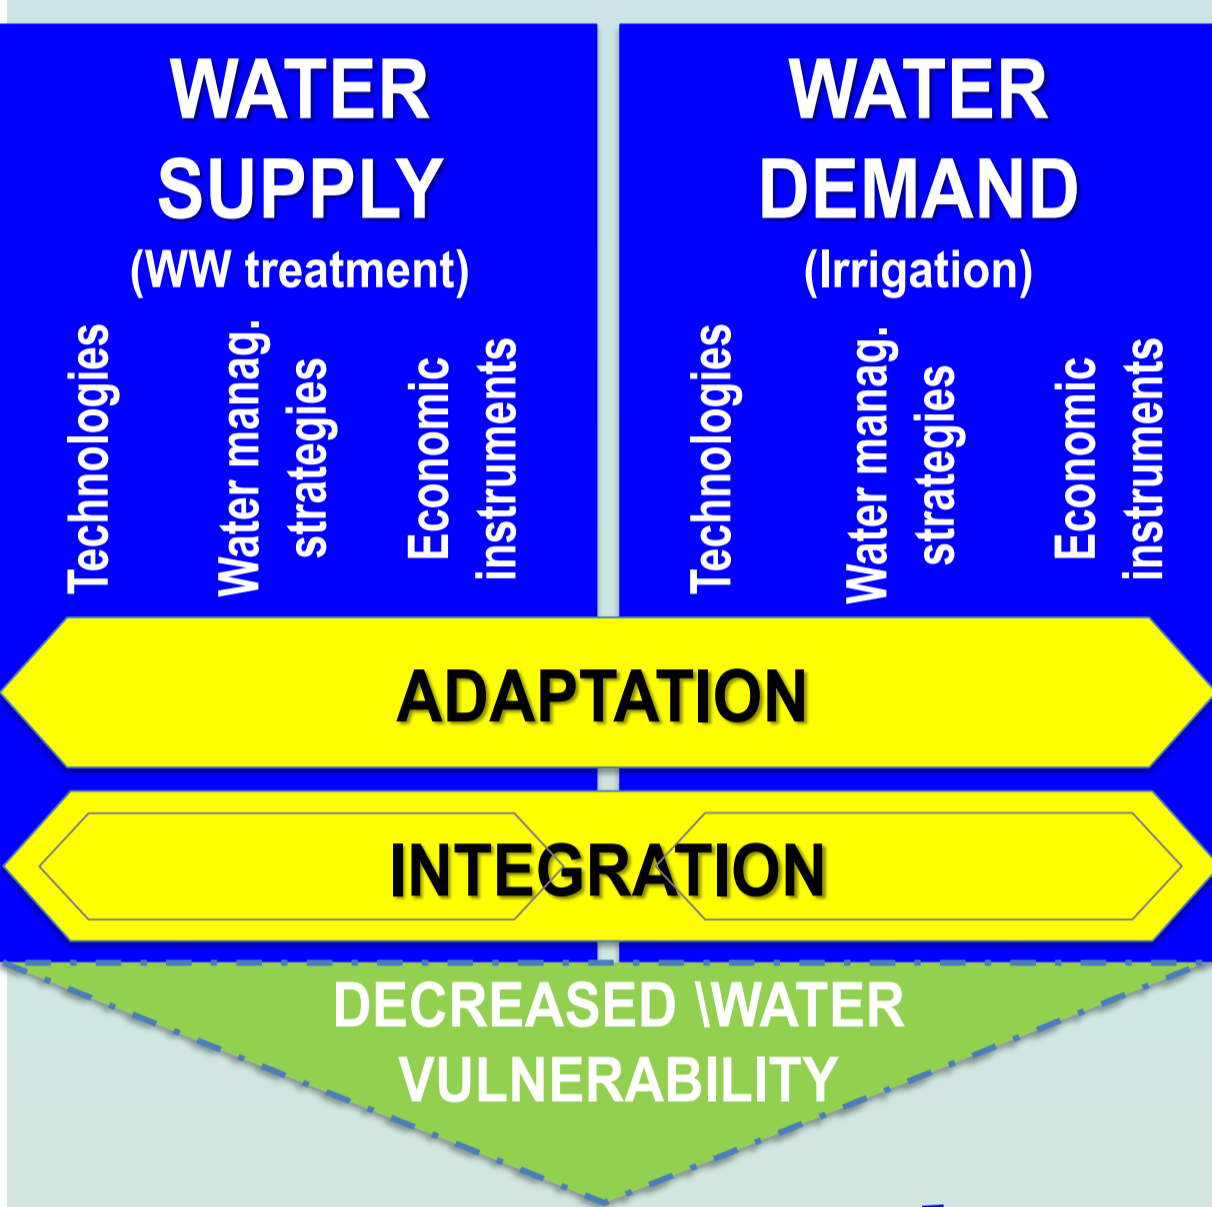 WATER
SUPPLY
(WW treatment)
Technologies
Water manag.
strategies
Economic
instruments
WATER
DEMAND
(Irrigation)
Technologies
Water manag.
strategies
Economic
instruments
ADAPTATION
INTEGRATION
DECREASED \WATER
VULNERABILITY